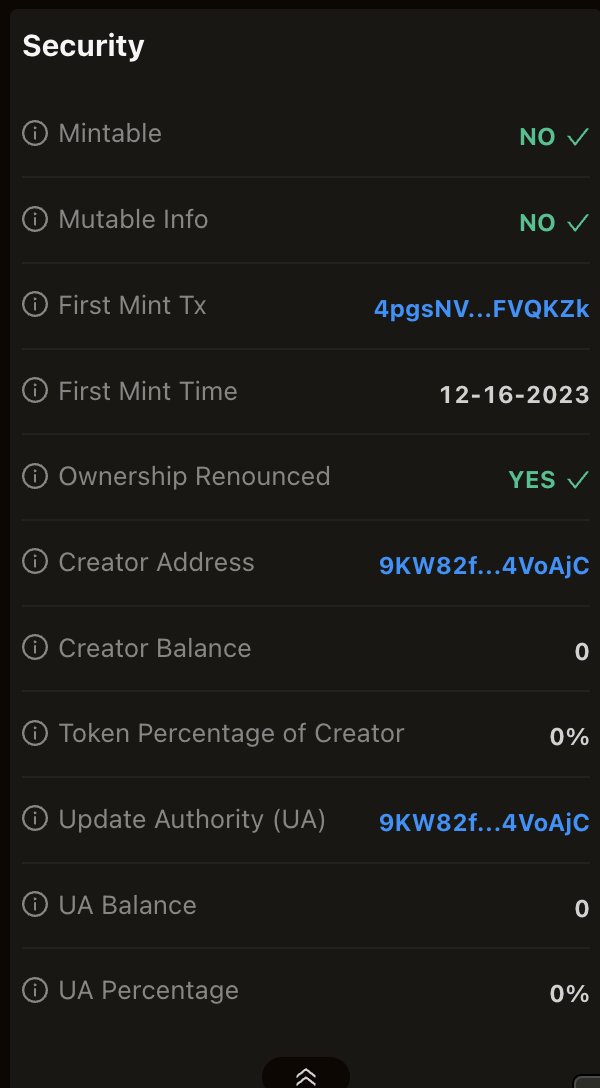 Security
Mintable NO
Mutable Info NO
First Mint Tx 4pgsNV...FVQKZk
First Mint Time 12-16-2023
Ownership Renounced YES
Creator Address 9KW82f...4VoAjC
Creator Balance 0
Token Percentage of Creator 0%
Update Authority (UA) 9KW82f...4VoAjC
UA Balance 0
UA Percentage 0%